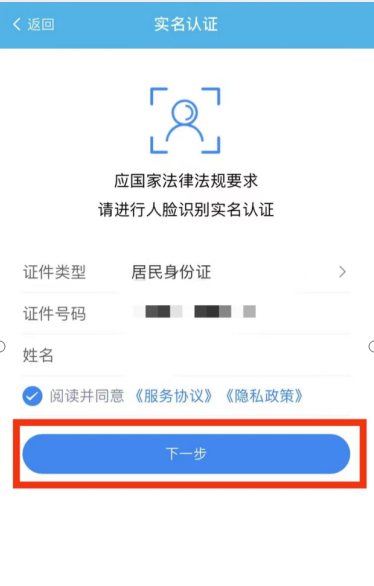 返回 实名认证
应国家法律法规要求
请进行人脸识别实名认证
证件类型 居民身份证
证件号码
姓名
阅读并同意《服务协议》《隐私政策》
下一步